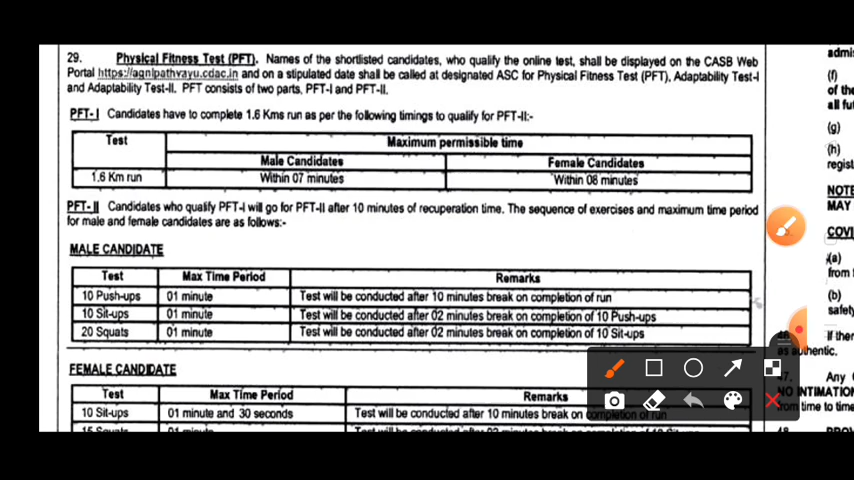 29. Physical Fitness Test (PFT). Names of the shortlisted candidates, who qualify the online test, shall be displayed on the CASB Web
Portal https://agnipathvayu.cdac.in and on a stipulated date shall be called at designated ASC for Physical Fitness Test (PFT), Adaptability Test-I
and Adaptability Test-II. PFT consists of two parts, PFT-I and PFT-II.
PFT-I Candidates have to complete 1.6 Kms run as per the following timings to qualify for PFT-II:-
Test Maximum permissible time
Male Candidates Female Candidates
1.6 Km run Within 07 minutes Within 08 minutes
PFT-II Candidates who qualify PFT-I will go for PFT-II after 10 minutes of recuperation time. The sequence of exercises and maximum time period
for male and female candidates are as follows:-
MALE CANDIDATE
Test Max Time Period Remarks
10 Push-ups 01 minute Test will be conducted after 10 minutes break on completion of run
10 Sit-ups 01 minute Test will be conducted after 02 minutes break on completion of 10 Push-ups
20 Squats 01 minute Test will be conducted after 02 minutes break on completion of 10 Sit-ups
FEMALE CANDIDATE
Test Max Time Period Remarks
10 Sit-ups 01 minute and 30 seconds Test will be conducted after 10 minutes break on completion of run
15 Squats 01 minute
admis
(f)
of the
all fut
(g)
(h)
regist
NOTE
MAY
COVI
(a)
from
(b)
safety
If ther
as authentic.
47. Any
NO INTIMATION
from time to time
48.